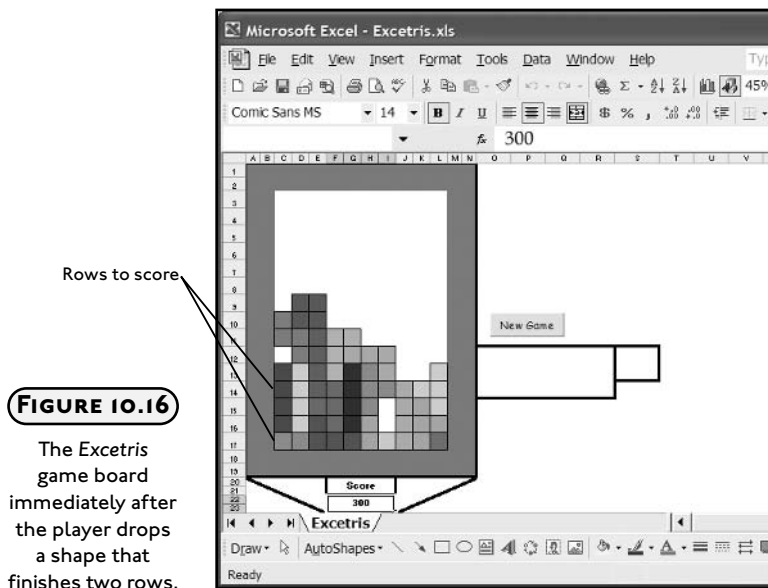 Microsoft Excel - Excetris.xls
File Edit View Insert Format Tools Data Window Help Typ
45%
Comic Sans MS 14 B I U $ % ,
fx 300
A B C D E F G H I J K L M N O P Q R S T U V
1
2
3
4
5
6
7
8
9
10
11
12
13
14
15
16
17
18
19
20
21
22
23
Rows to score
New Game
FIGURE 10.16
The Excetris
game board
immediately after
the player drops
a shape that
finishes two rows.
Score
300
Excetris
Draw AutoShapes
Ready